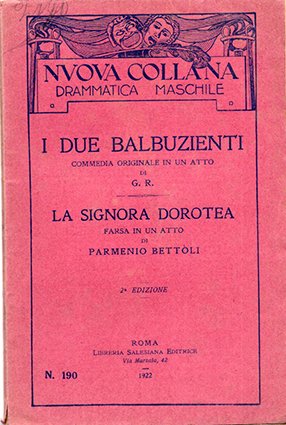 NVOVA COLLANA
DRAMMATICA MASCHILE
I DUE BALBUZIENTI
COMMEDIA ORIGINALE IN UN ATTO
DI
G. R.
LA SIGNORA DOROTEA
FARSA IN UN ATTO
DI
PARMENIO BETTÒLI
2ª EDIZIONE
ROMA
LIBRERIA SALESIANA EDITRICE
Via Marsala, 42
N. 190
1922